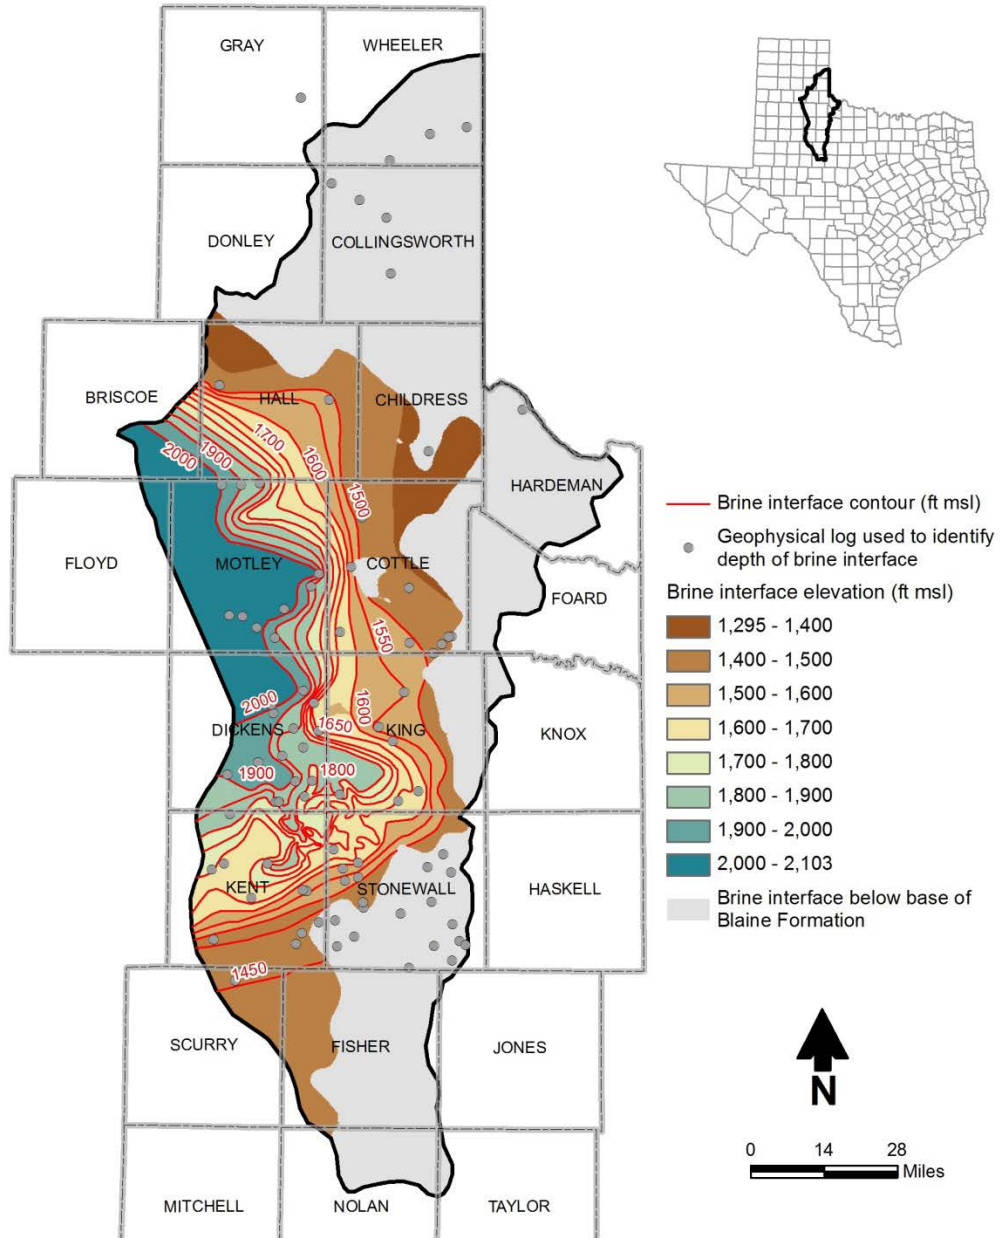 GRAY
WHEELER
DONLEY
COLLINGSWORTH
BRISCOE
HALL
CHILDRESS
1700
2000
1900
1600
1500
HARDEMAN
FLOYD
MOTLEY
COTTLE
FOARD
1550
2000
1600
1650
DICKENS
KING
KNOX
1900
1800
KENT
STONEWALL
HASKELL
1450
SCURRY
FISHER
JONES
MITCHELL
NOLAN
TAYLOR
Brine interface contour (ft msl)
Geophysical log used to identify
depth of brine interface
Brine interface elevation (ft msl)
1,295 - 1,400
1,400 - 1,500
1,500 - 1,600
1,600 - 1,700
1,700 - 1,800
1,800 - 1,900
1,900 - 2,000
2,000 - 2,103
Brine interface below base of
Blaine Formation
N
0 14 28
Miles